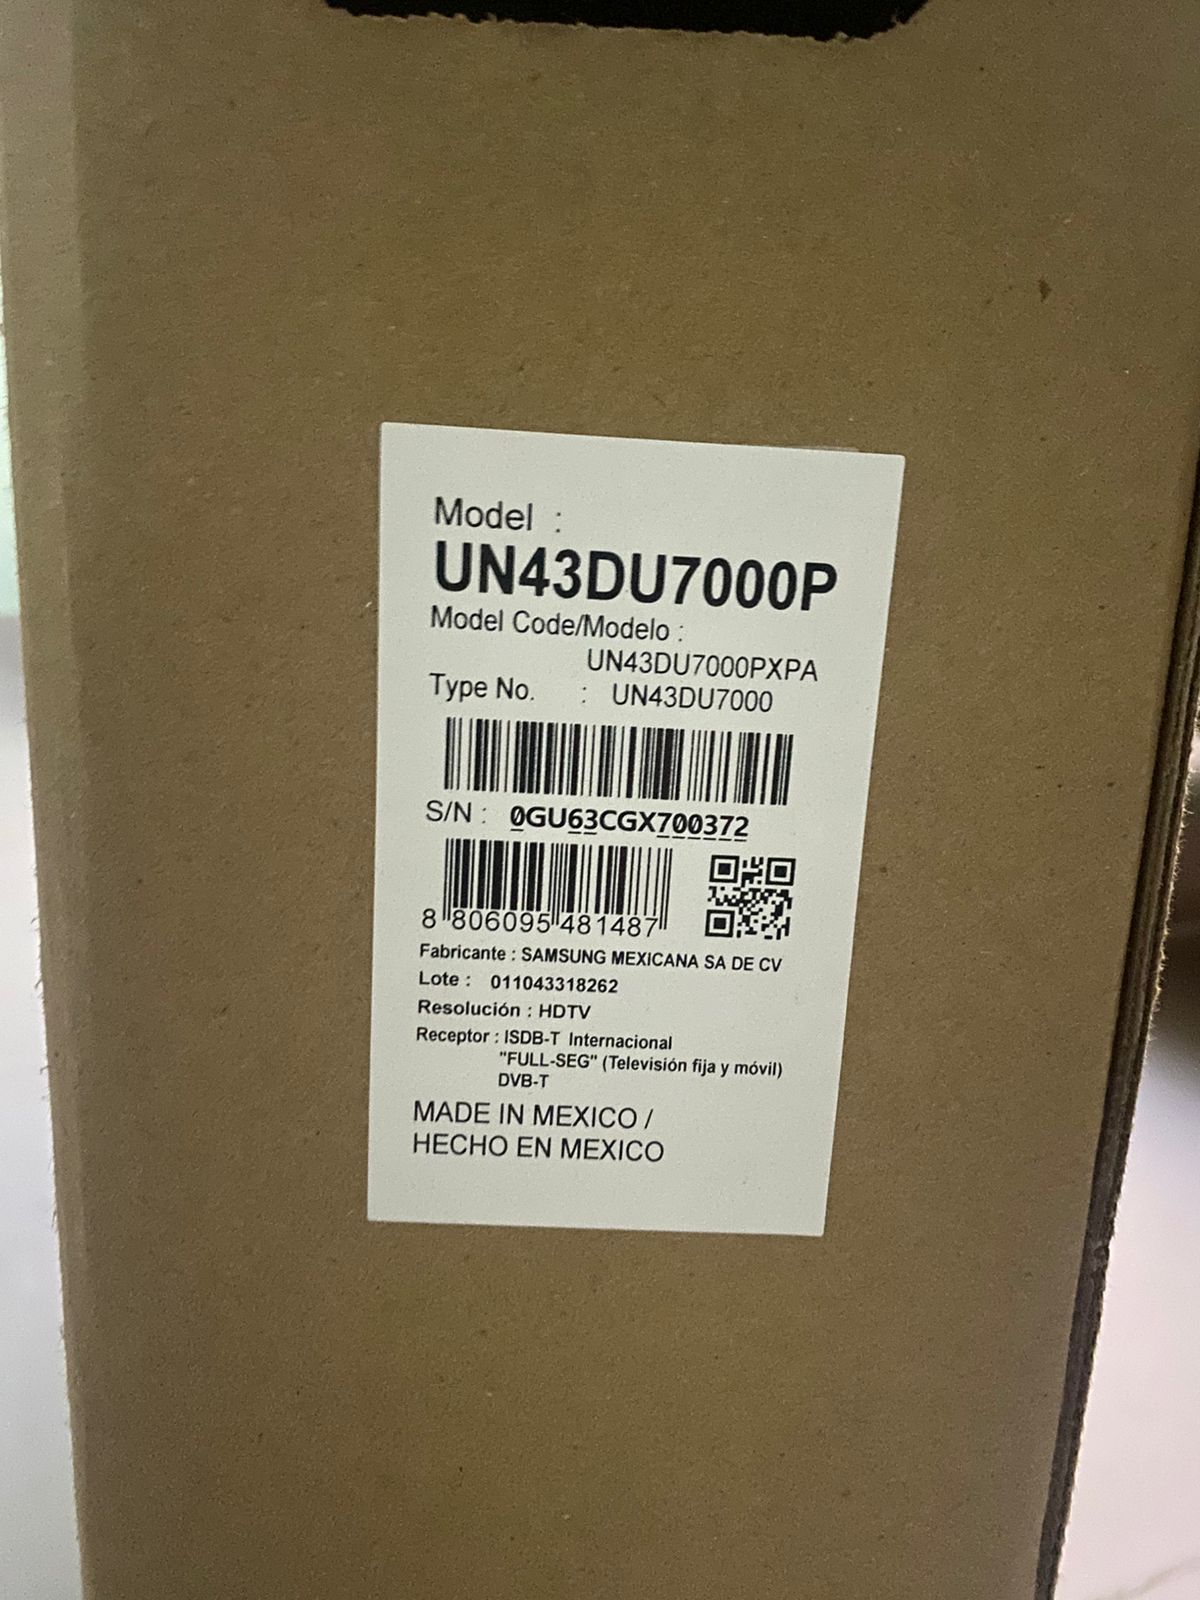 Model :
UN43DU7000P
Model Code/Modelo :
UN43DU7000PXPA
Type No. : UN43DU7000
S/N : 0GU63CGX700372
8 806095 481487
Fabricante : SAMSUNG MEXICANA SA DE CV
Lote : 011043318262
Resolución : HDTV
Receptor : ISDB-T Internacional
"FULL-SEG" (Televisión fija y móvil)
DVB-T
MADE IN MEXICO /
HECHO EN MEXICO